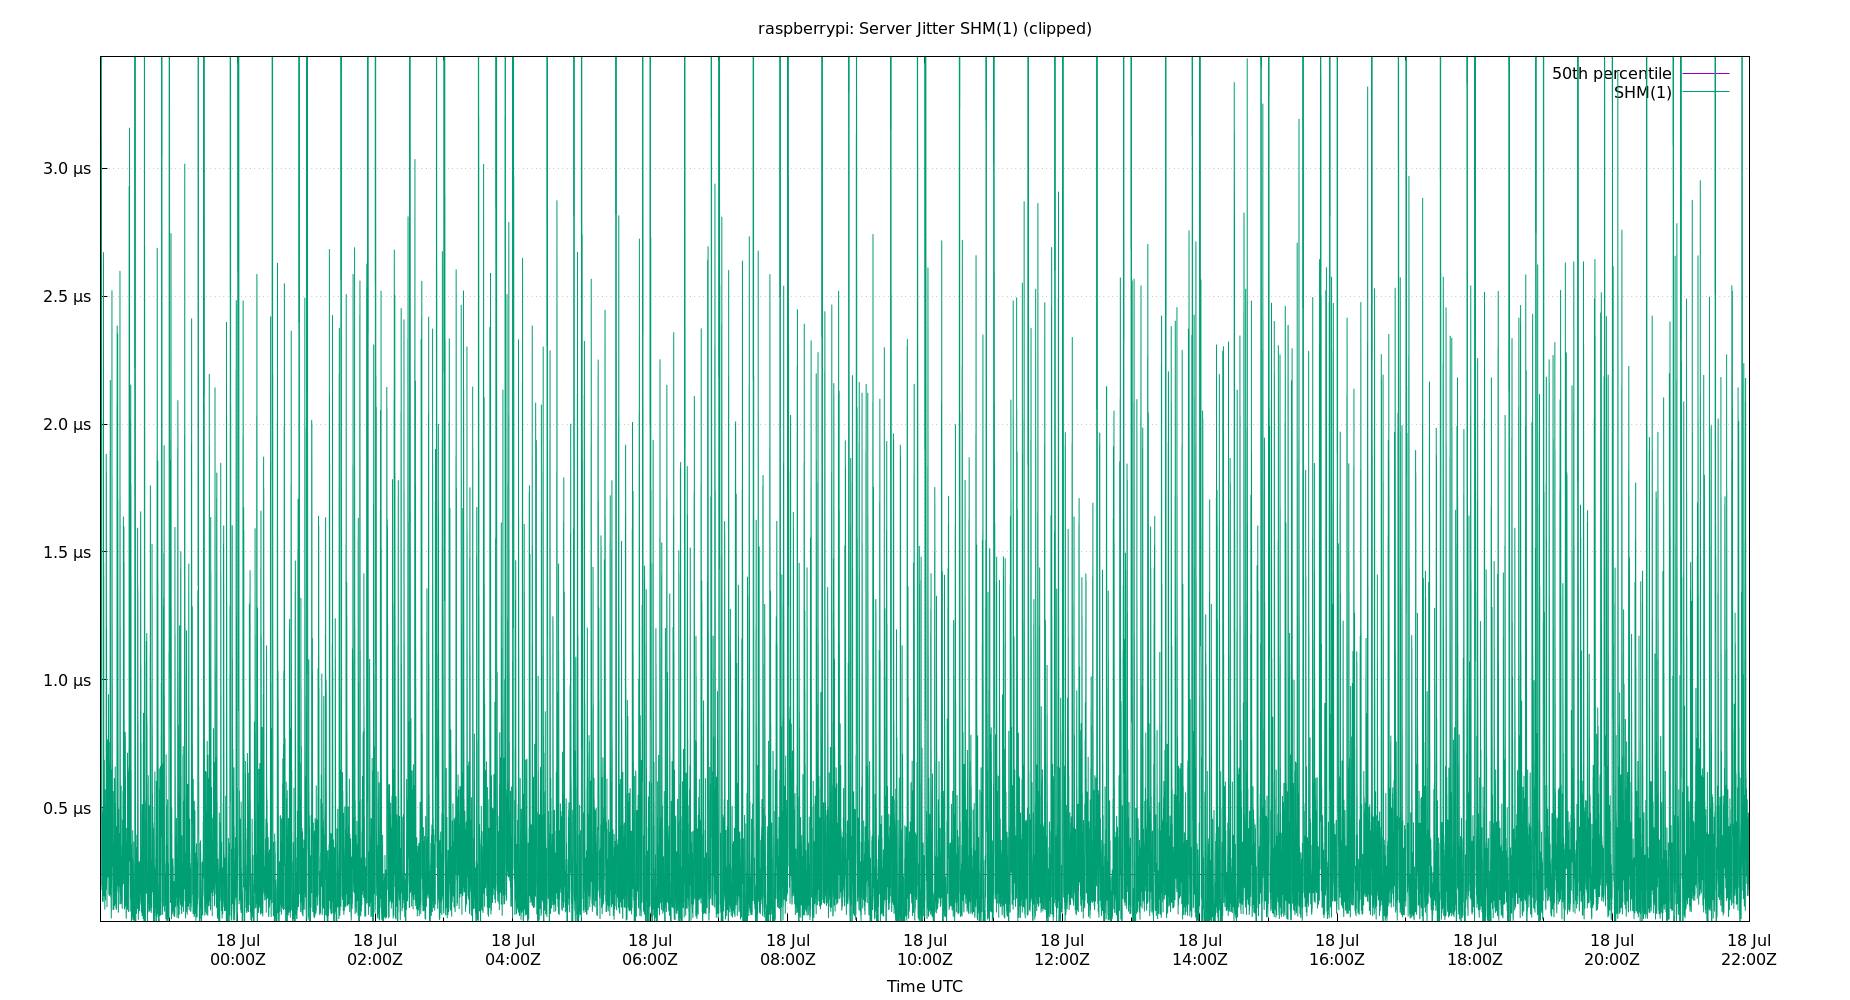 raspberrypi: Server Jitter SHM(1) (clipped)
50th percentile
SHM(1)
3.0 µs
2.5 µs
2.0 µs
1.5 µs
1.0 µs
0.5 µs
18 Jul 18 Jul 18 Jul 18 Jul 18 Jul 18 Jul 18 Jul 18 Jul 18 Jul 18 Jul 18 Jul 18 Jul
00:00Z 02:00Z 04:00Z 06:00Z 08:00Z 10:00Z 12:00Z 14:00Z 16:00Z 18:00Z 20:00Z 22:00Z
Time UTC